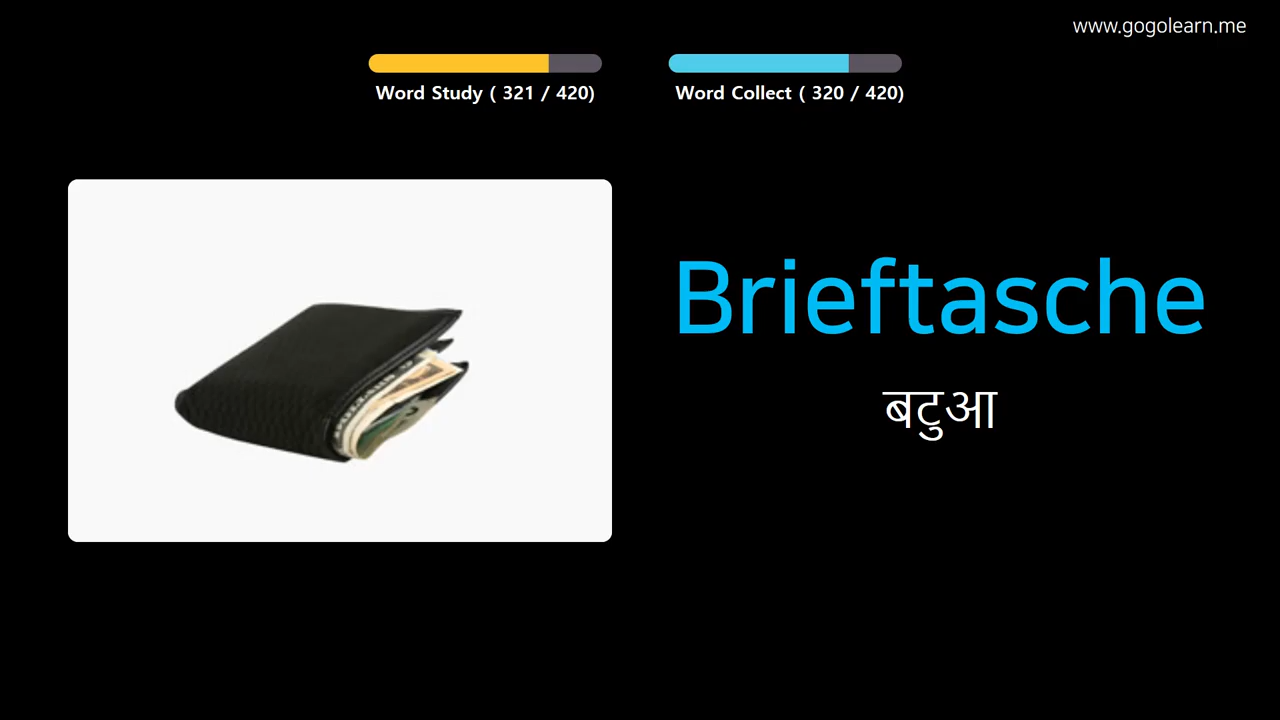 www.gogolearn.me
Word Study ( 321 / 420)
Word Collect ( 320 / 420)
Brieftasche
बटुआ